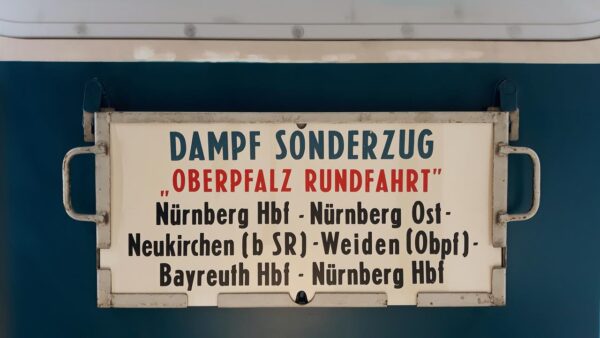 DAMPF SONDERZUG
„OBERPFALZ RUNDFAHRT"
Nürnberg Hbf - Nürnberg Ost -
Neukirchen (b SR) - Weiden (Obpf) -
Bayreuth Hbf - Nürnberg Hbf